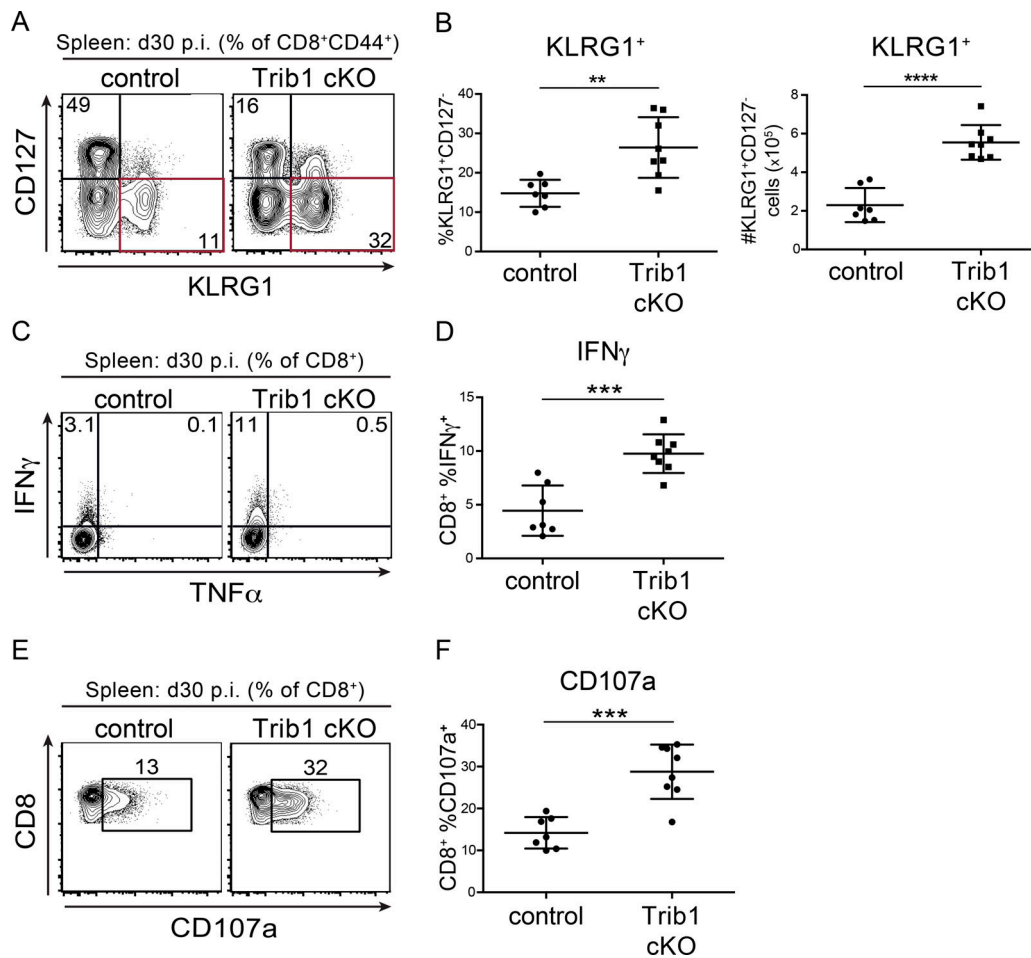 A
Spleen: d30 p.i. (% of CD8⁺CD44⁺)
control
Trib1 cKO
49
11
16
32
CD127
KLRG1
B
KLRG1⁺
**
%KLRG1⁺CD127⁻
40
30
20
10
0
control
Trib1
cKO
KLRG1⁺
****
#KLRG1⁺CD127⁻
cells (x10⁵)
8
6
4
2
0
control
Trib1
cKO
C
Spleen: d30 p.i. (% of CD8⁺)
control
Trib1 cKO
3.1
0.1
11
0.5
IFNγ
TNFα
D
IFNγ
***
CD8⁺ %IFNγ⁺
15
10
5
0
control
Trib1
cKO
E
Spleen: d30 p.i. (% of CD8⁺)
control
Trib1 cKO
13
32
CD8
CD107a
F
CD107a
***
CD8⁺ %CD107a⁺
40
30
20
10
0
control
Trib1
cKO